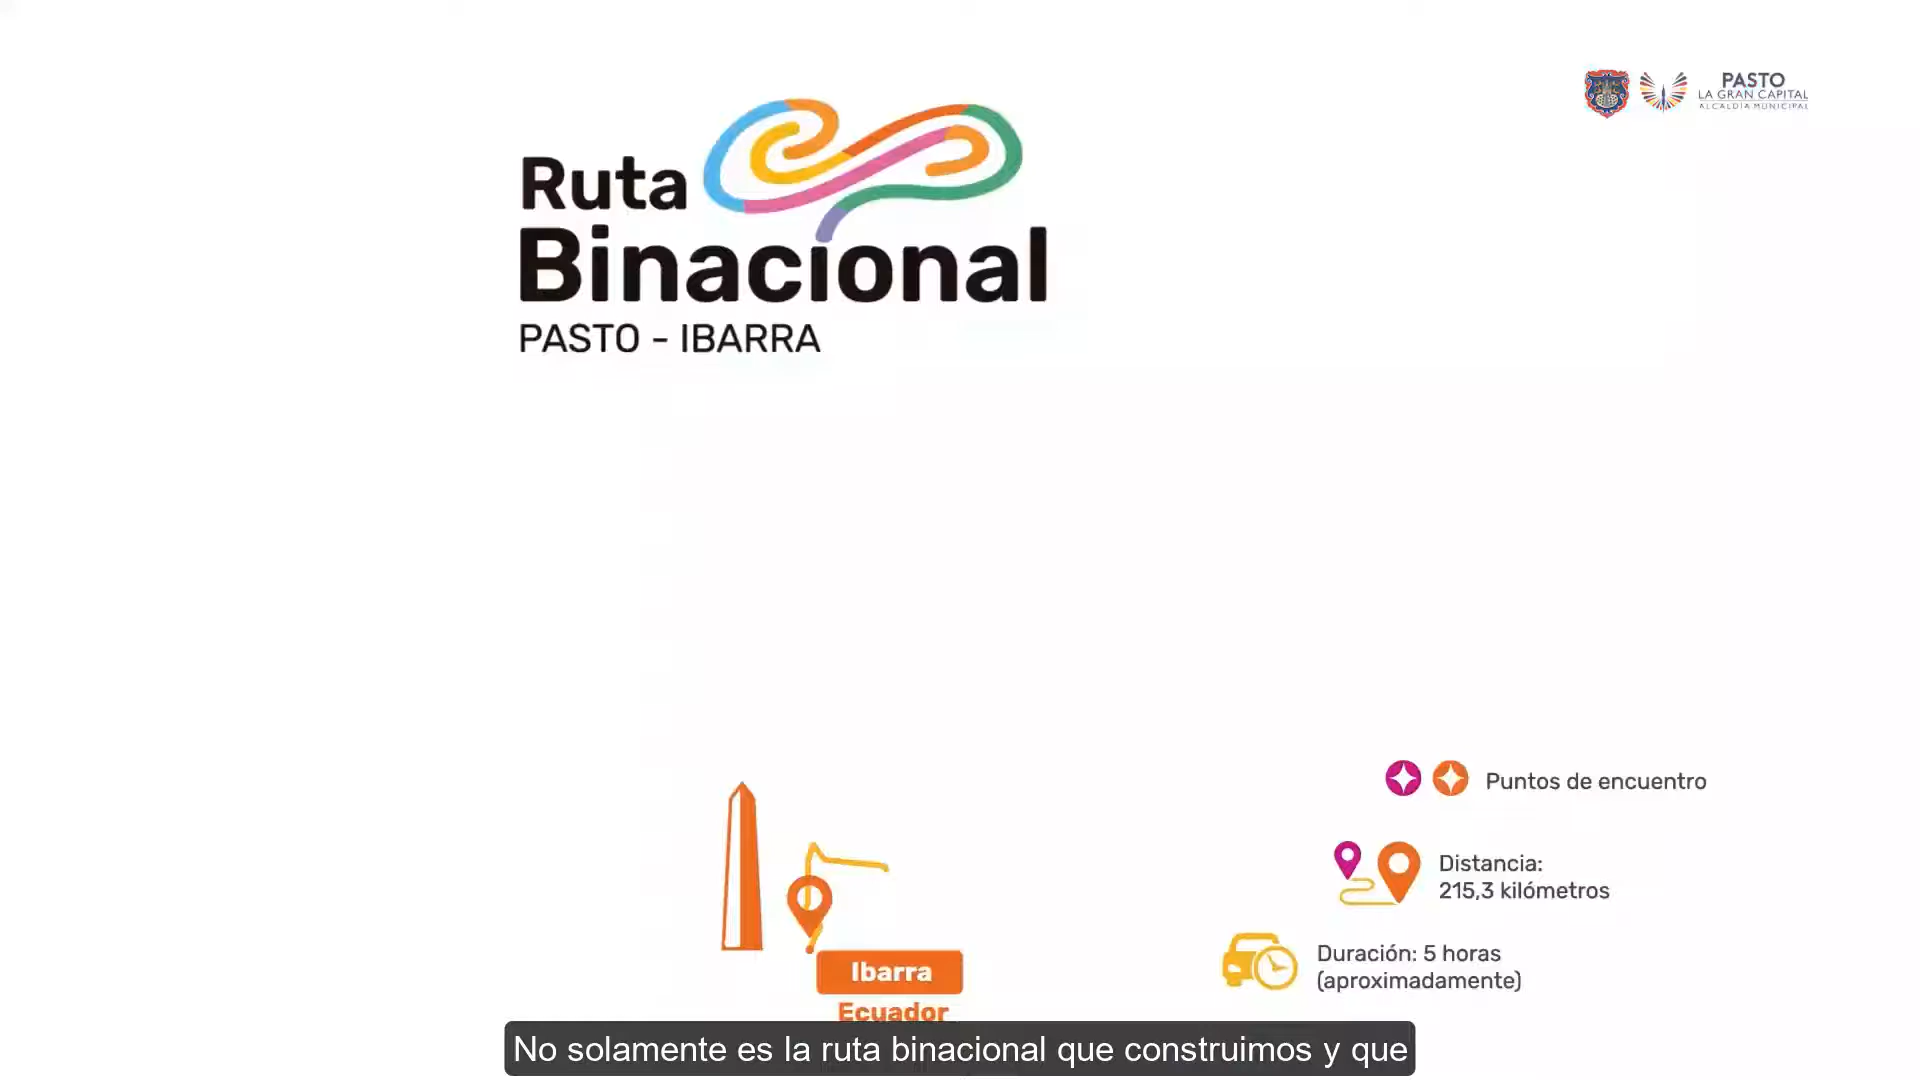 PASTO
LA GRAN CAPITAL
ALCALDÍA MUNICIPAL
Ruta
Binacional
PASTO - IBARRA
Puntos de encuentro
Distancia:
215,3 kilómetros
Duración: 5 horas
(aproximadamente)
Ibarra
Ecuador
No solamente es la ruta binacional que construimos y que